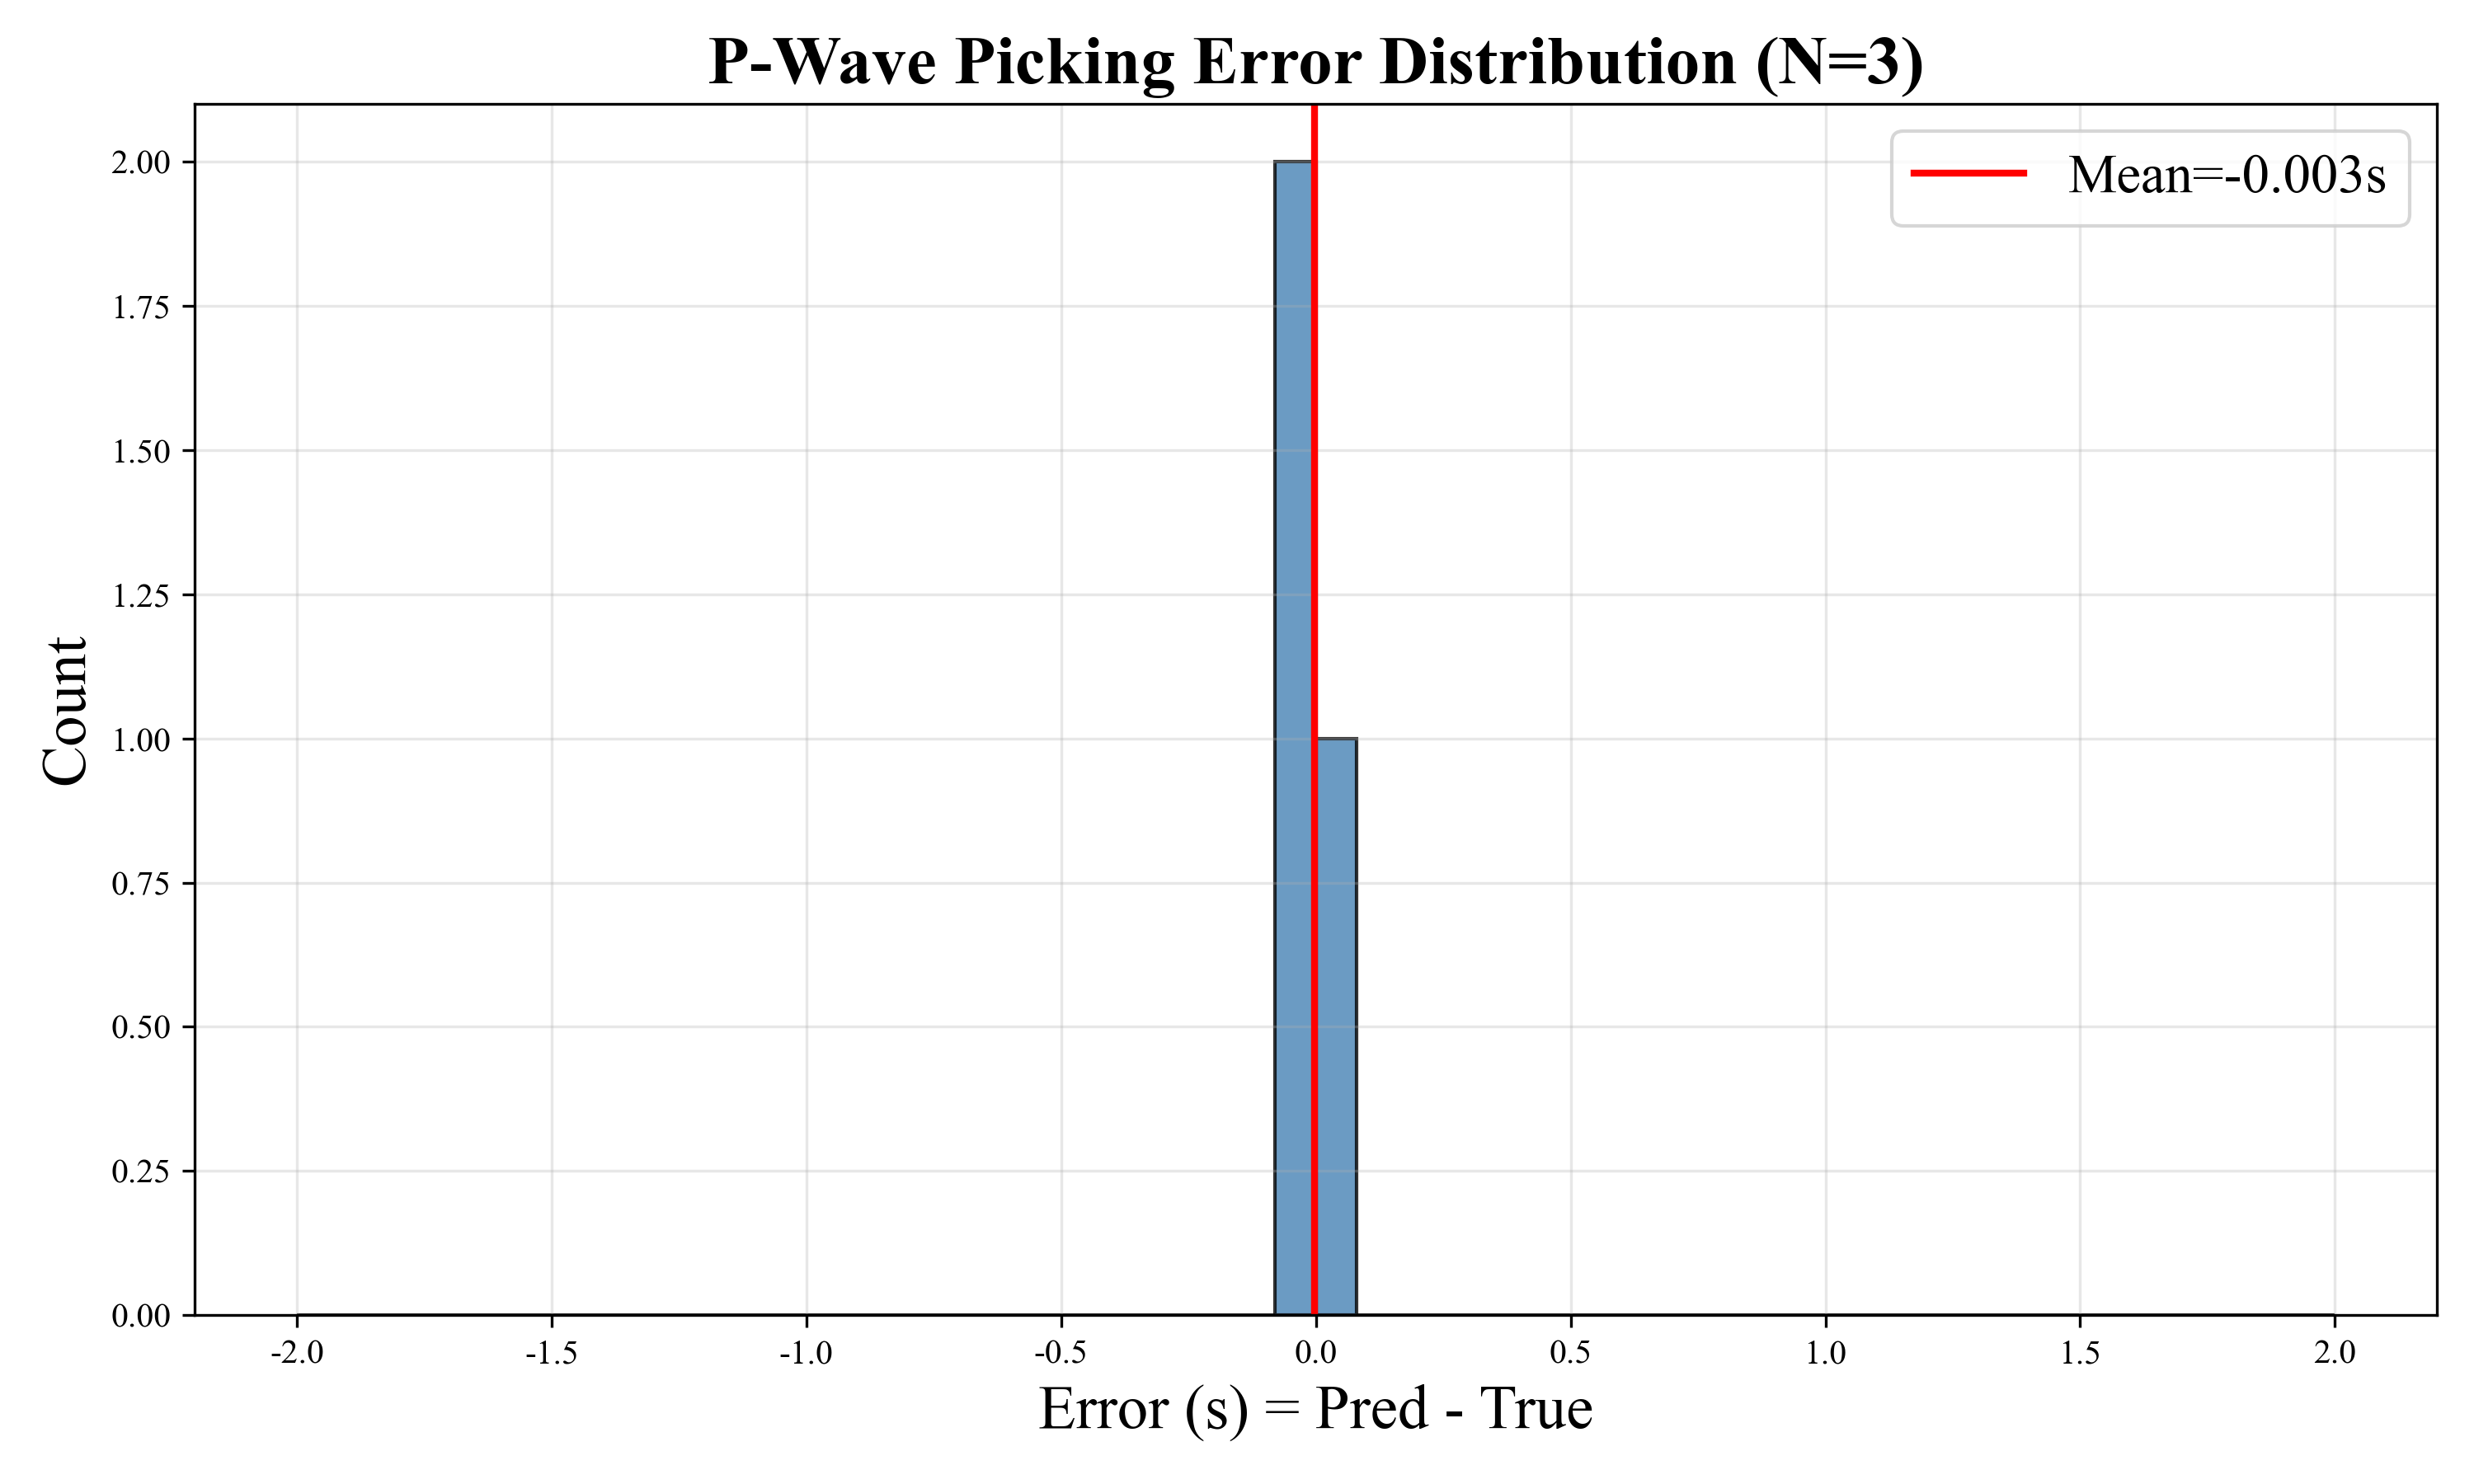 P-Wave Picking Error Distribution (N=3)
Mean=-0.003s
2.00
1.75
1.50
1.25
1.00
0.75
0.50
0.25
0.00
Count
-2.0 -1.5 -1.0 -0.5 0.0 0.5 1.0 1.5 2.0
Error (s) = Pred - True